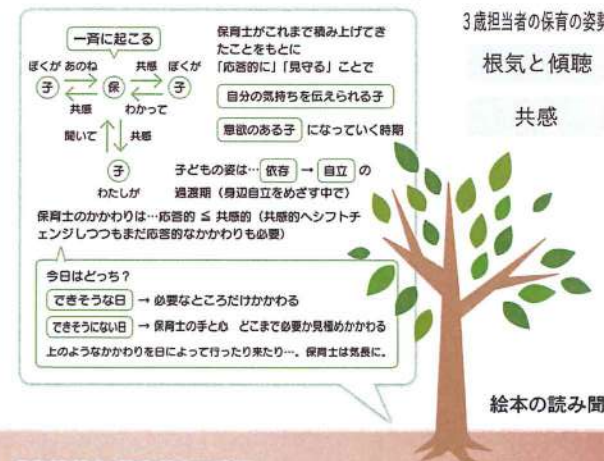 一斉に起こる
ぼくが あのね 共感 ぼくが
子 保 子
共感 わかって
聞いて 共感
子
わたしが
保育士がこれまで積み上げてき
たことをもとに
「応答的に」「見守る」ことで
自分の気持ちを伝えられる子
意欲のある子 になっていく時期
子どもの姿は… 依存 → 自立 の
過渡期（身辺自立をめざす中で）
保育士のかかわりは…応答的 ≦ 共感的（共感的へシフトチ
ェンジしつつもまだ応答的なかかわりも必要）
今日はどっち？
できそうな日 → 必要なところだけかかわる
できそうにない日 → 保育士の手と心 どこまで必要か見極めかかわる
上のようなかかわりを日によって行ったり来たり…。保育士は気長に。
3歳担当者の保育の姿勢
根気と傾聴
共感
絵本の読み聞